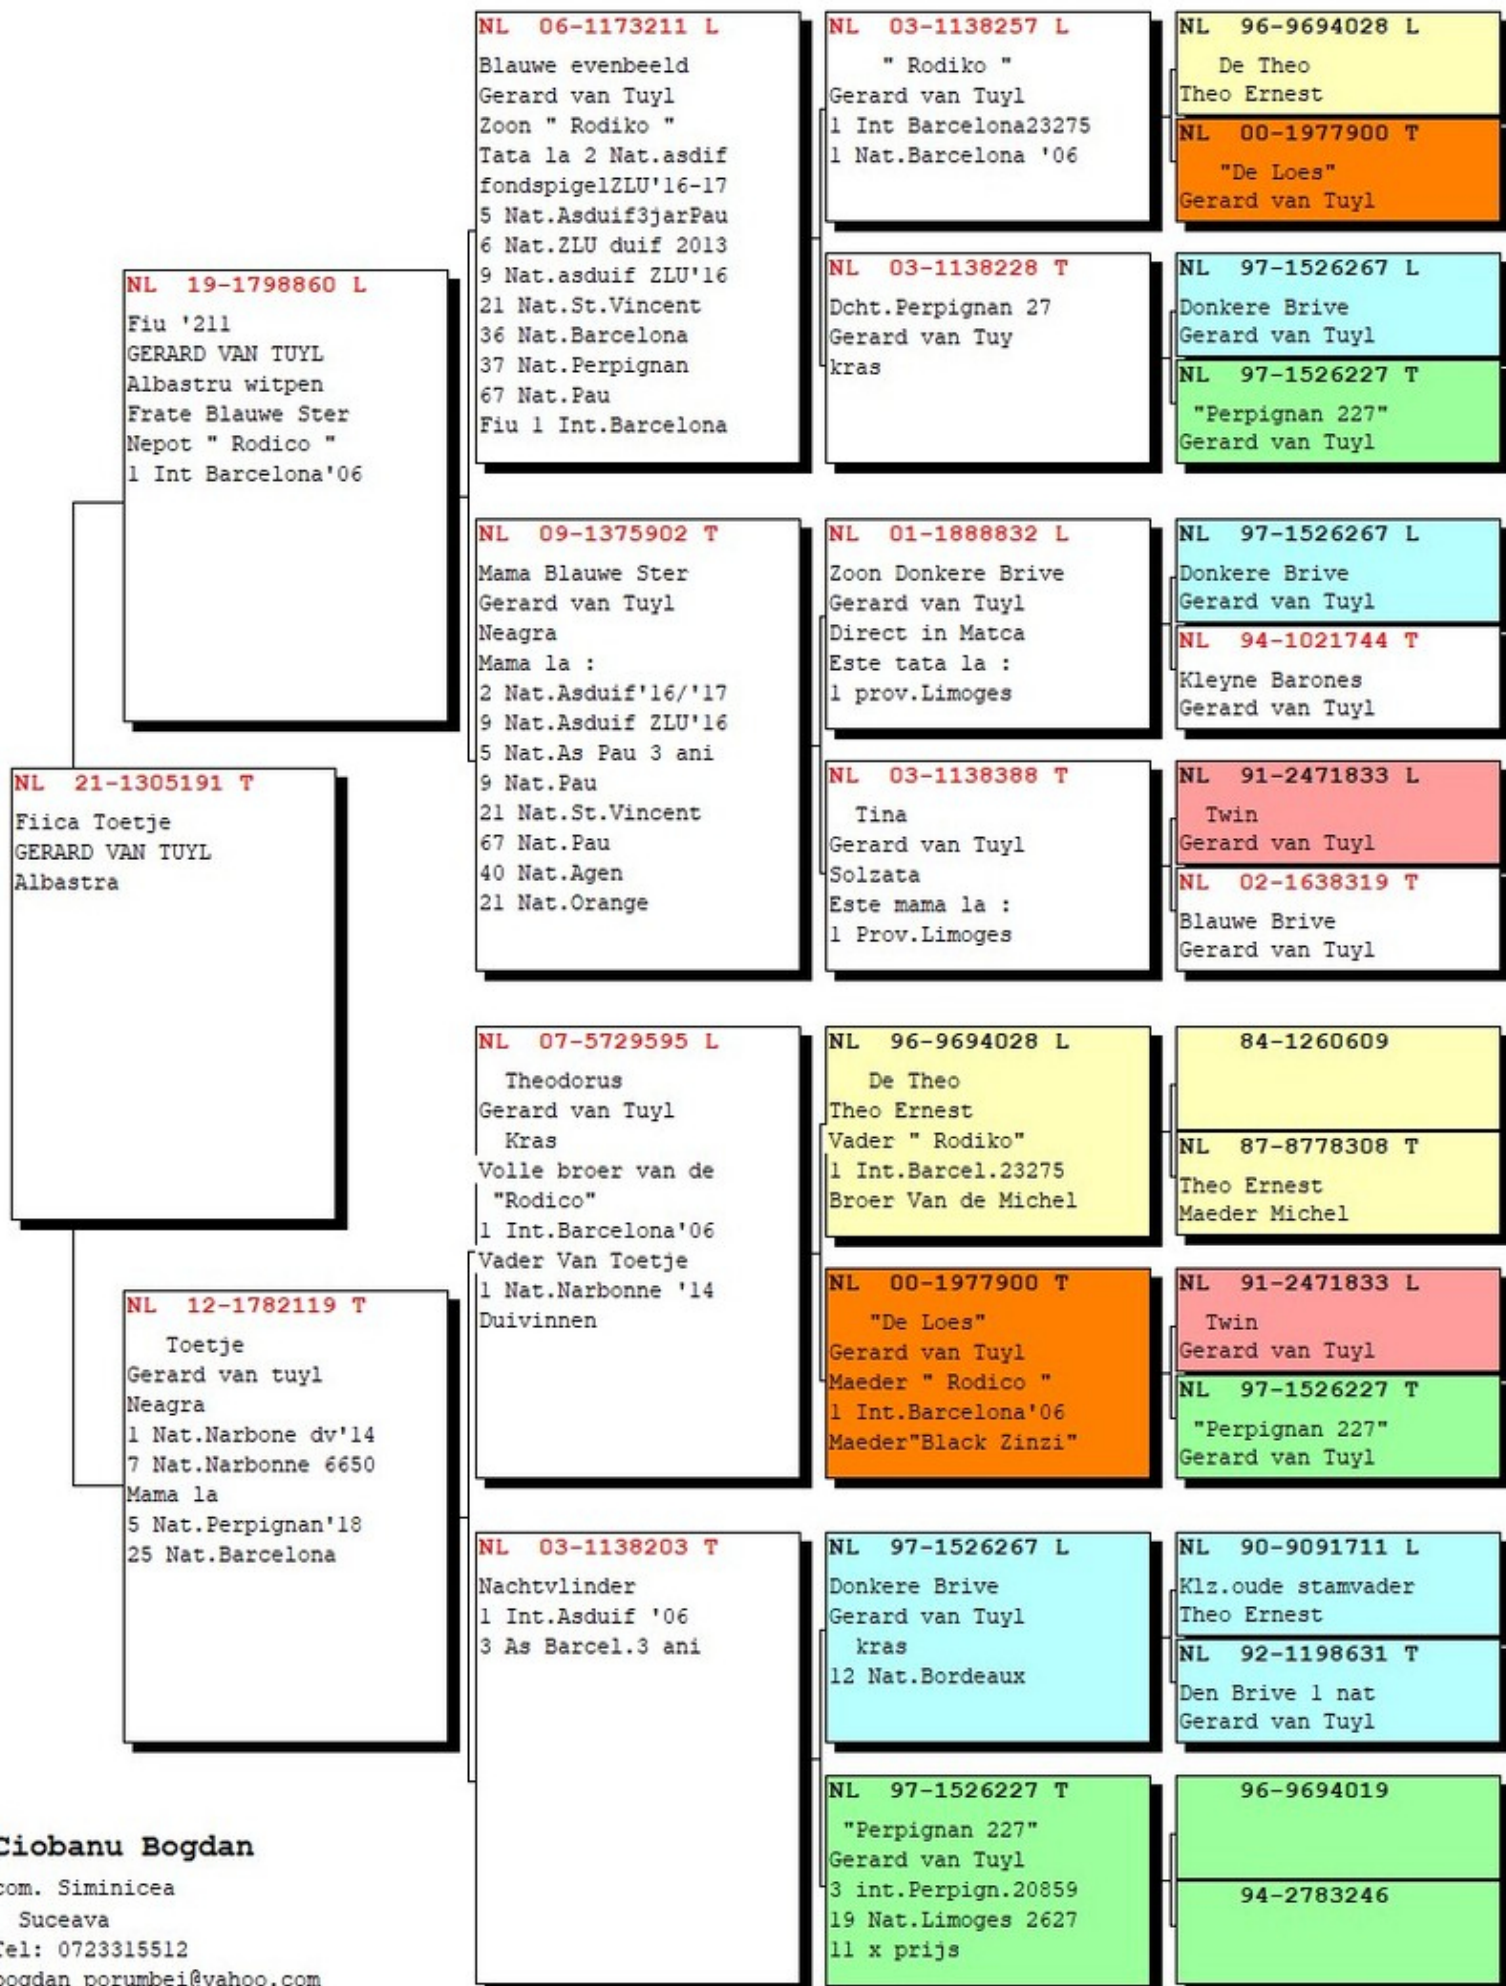 NL 21-1305191 T
Fiica Toetje
GERARD VAN TUYL
Albastra
NL 19-1798860 L
Fiu '211
GERARD VAN TUYL
Albastru witpen
Frate Blauwe Ster
Nepot " Rodico "
1 Int Barcelona'06
NL 12-1782119 T
Toetje
Gerard van tuyl
Neagra
1 Nat.Narbone dv'14
7 Nat.Narbonne 6650
Mama la
5 Nat.Perpignan'18
25 Nat.Barcelona
NL 06-1173211 L
Blauwe evenbeeld
Gerard van Tuyl
Zoon " Rodiko "
Tata la 2 Nat.asdif
fondspigelZLU'16-17
5 Nat.Asduif3jarPau
6 Nat.ZLU duif 2013
9 Nat.asduif ZLU'16
21 Nat.St.Vincent
36 Nat.Barcelona
37 Nat.Perpignan
67 Nat.Pau
Fiu 1 Int.Barcelona
NL 09-1375902 T
Mama Blauwe Ster
Gerard van Tuyl
Neagra
Mama la :
2 Nat.Asduif'16/'17
9 Nat.Asduif ZLU'16
5 Nat.As Pau 3 ani
9 Nat.Pau
21 Nat.St.Vincent
67 Nat.Pau
40 Nat.Agen
21 Nat.Orange
NL 07-5729595 L
Theodorus
Gerard van Tuyl
Kras
Volle broer van de
"Rodico"
1 Int.Barcelona'06
Vader Van Toetje
1 Nat.Narbonne '14
Duivinnen
NL 03-1138203 T
Nachtvlinder
1 Int.Asduif '06
3 As Barcel.3 ani
NL 03-1138257 L
" Rodiko "
Gerard van Tuyl
1 Int Barcelona23275
1 Nat.Barcelona '06
NL 03-1138228 T
Dcht.Perpignan 27
Gerard van Tuy
kras
NL 01-1888832 L
Zoon Donkere Brive
Gerard van Tuyl
Direct in Matca
Este tata la :
1 prov.Limoges
NL 03-1138388 T
Tina
Gerard van Tuyl
Solzata
Este mama la :
1 Prov.Limoges
NL 96-9694028 L
De Theo
Theo Ernest
Vader " Rodiko"
1 Int.Barcel.23275
Broer Van de Michel
NL 00-1977900 T
"De Loes"
Gerard van Tuyl
Maeder " Rodico "
1 Int.Barcelona'06
Maeder"Black Zinzi"
NL 97-1526267 L
Donkere Brive
Gerard van Tuyl
kras
12 Nat.Bordeaux
NL 97-1526227 T
"Perpignan 227"
Gerard van Tuyl
3 int.Perpign.20859
19 Nat.Limoges 2627
11 x prijs
NL 96-9694028 L
De Theo
Theo Ernest
NL 00-1977900 T
"De Loes"
Gerard van Tuyl
NL 97-1526267 L
Donkere Brive
Gerard van Tuyl
NL 97-1526227 T
"Perpignan 227"
Gerard van Tuyl
NL 97-1526267 L
Donkere Brive
Gerard van Tuyl
NL 94-1021744 T
Kleyne Barones
Gerard van Tuyl
NL 91-2471833 L
Twin
Gerard van Tuyl
NL 02-1638319 T
Blauwe Brive
Gerard van Tuyl
84-1260609
NL 87-8778308 T
Theo Ernest
Maeder Michel
NL 91-2471833 L
Twin
Gerard van Tuyl
NL 97-1526227 T
"Perpignan 227"
Gerard van Tuyl
NL 90-9091711 L
Klz.oude stamvader
Theo Ernest
NL 92-1198631 T
Den Brive 1 nat
Gerard van Tuyl
96-9694019
94-2783246
Ciobanu Bogdan
com. Siminicea
Suceava
Tel: 0723315512
bogdan_porumbei@yahoo.com